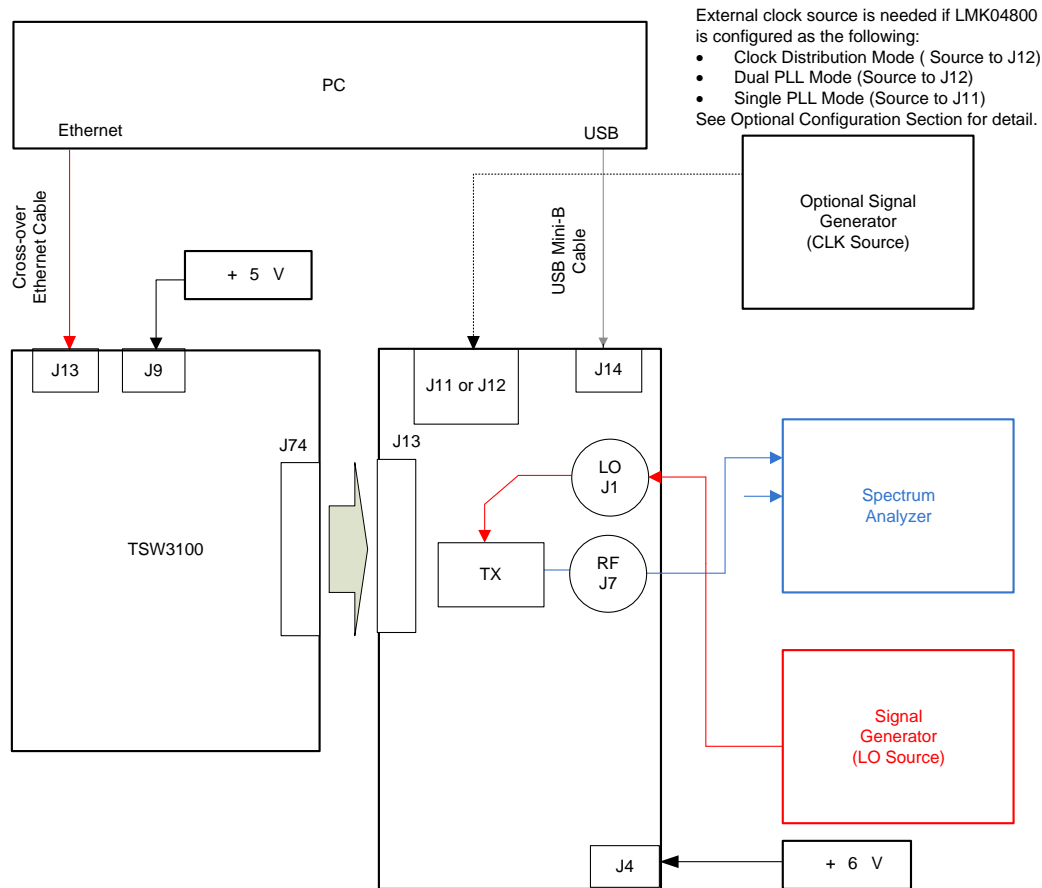 External clock source is needed if LMK04800
is configured as the following:
• Clock Distribution Mode ( Source to J12)
• Dual PLL Mode (Source to J12)
• Single PLL Mode (Source to J11)
See Optional Configuration Section for detail.
PC
Ethernet
USB
Cross-over
Ethernet Cable
USB Mini-B
Cable
Optional Signal
Generator
(CLK Source)
+ 5 V
J13
J9
J11 or J12
J14
J74
J13
LO
J1
TSW3100
TX
RF
J7
Spectrum
Analyzer
Signal
Generator
(LO Source)
J4
+ 6 V